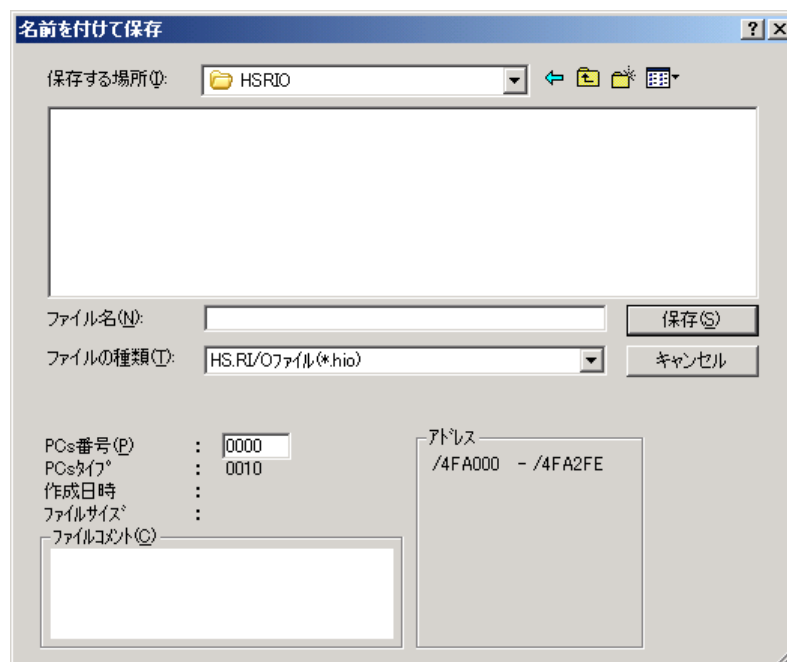 名前を付けて保存
保存する場所(I): HSRIO
ファイル名(N): 保存(S)
ファイルの種類(T): HS.RI/Oファイル(*.hio) キャンセル
PCs番号(P) : 0000
PCsﾀｲﾌﾟ : 0010
作成日時 :
ﾌｧｲﾙｻｲｽﾞ :
ﾌｧｲﾙｺﾒﾝﾄ(C)
ｱﾄﾞﾚｽ
/4FA000 - /4FA2FE